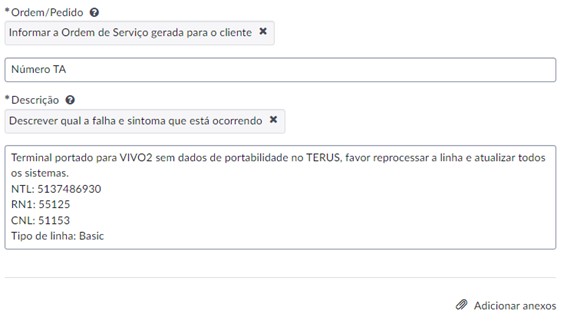 * Ordem/Pedido ?
Informar a Ordem de Serviço gerada para o cliente ×
Número TA
* Descrição ?
Descrever qual a falha e sintoma que está ocorrendo ×
Terminal portado para VIVO2 sem dados de portabilidade no TERUS, favor reprocessar a linha e atualizar todos
os sistemas.
NTL: 5137486930
RN1: 55125
CNL: 51153
Tipo de linha: Basic
Adicionar anexos